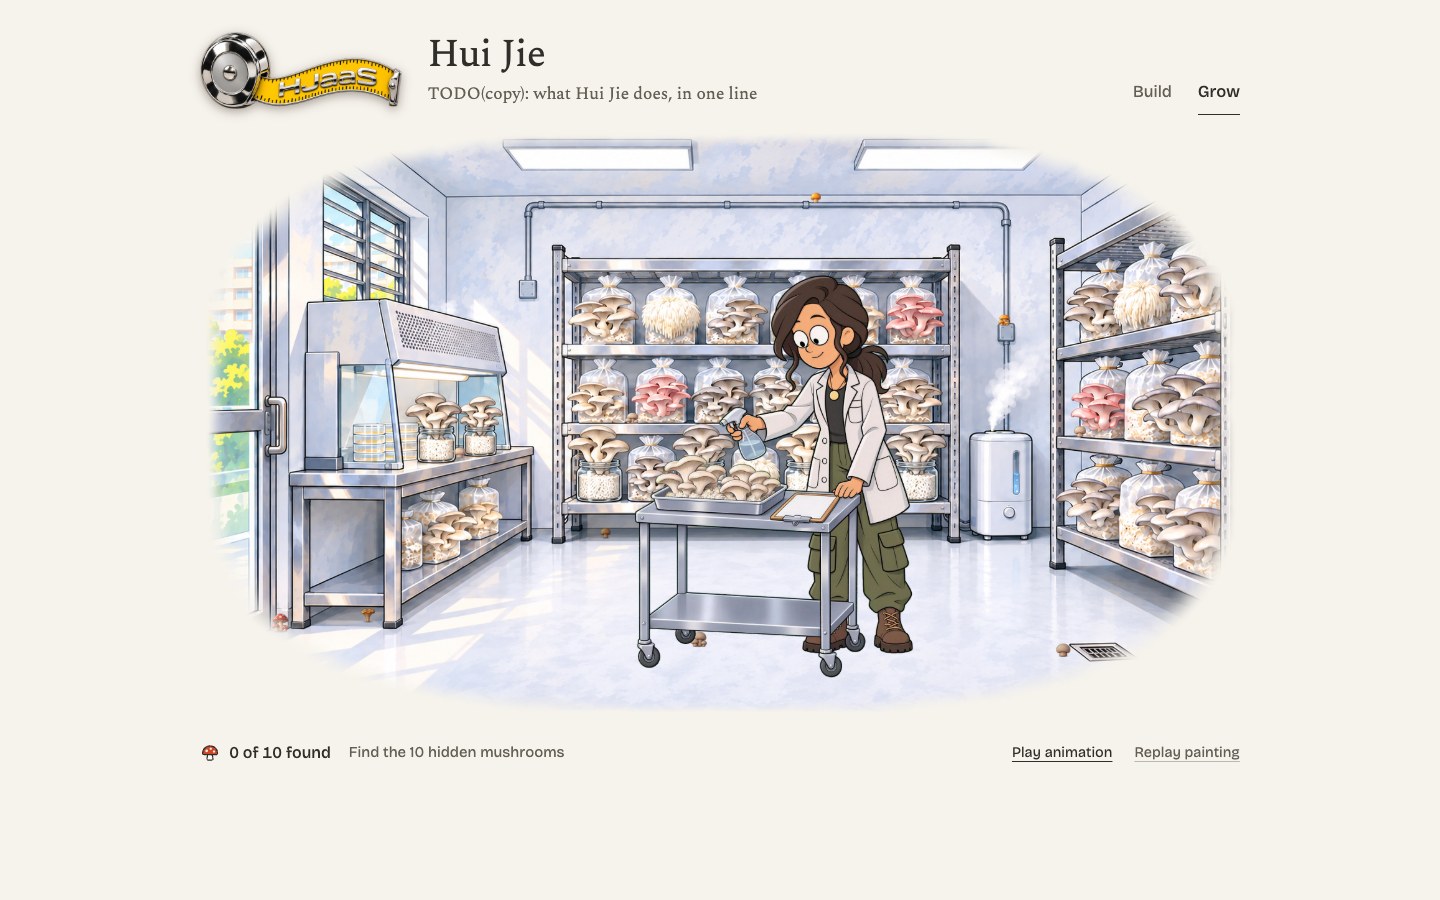 HJaaS
Hui Jie
TODO(copy): what Hui Jie does, in one line
Build
Grow
0 of 10 found
Find the 10 hidden mushrooms
Play animation
Replay painting